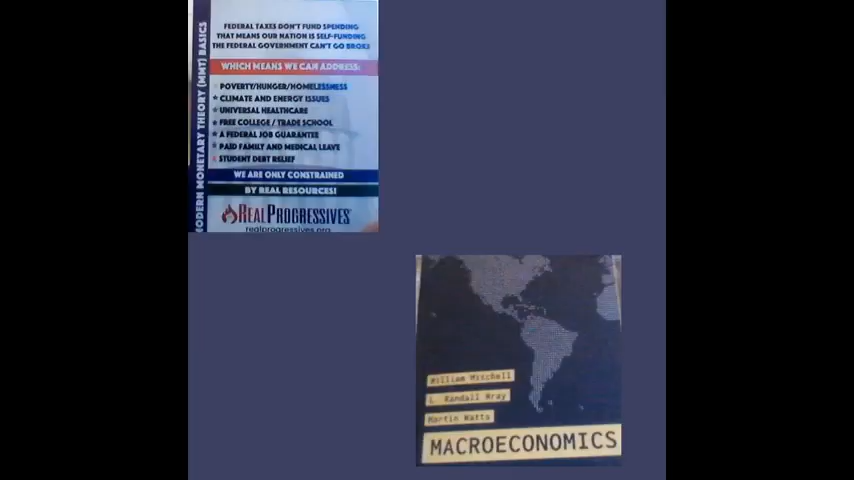 MODERN MONETARY THEORY (MMT) BASICS
FEDERAL TAXES DON'T FUND SPENDING
THAT MEANS OUR NATION IS SELF-FUNDING
THE FEDERAL GOVERNMENT CAN'T GO BROKE
WHICH MEANS WE CAN ADDRESS:
POVERTY/HUNGER/HOMELESSNESS
★ CLIMATE AND ENERGY ISSUES
★ UNIVERSAL HEALTHCARE
★ FREE COLLEGE / TRADE SCHOOL
★ A FEDERAL JOB GUARANTEE
★ PAID FAMILY AND MEDICAL LEAVE
★ STUDENT DEBT RELIEF
WE ARE ONLY CONSTRAINED
BY REAL RESOURCES!
REALPROGRESSIVES
realprogressives.org
William Mitchell
L. Randall Wray
Martin Watts
MACROECONOMICS